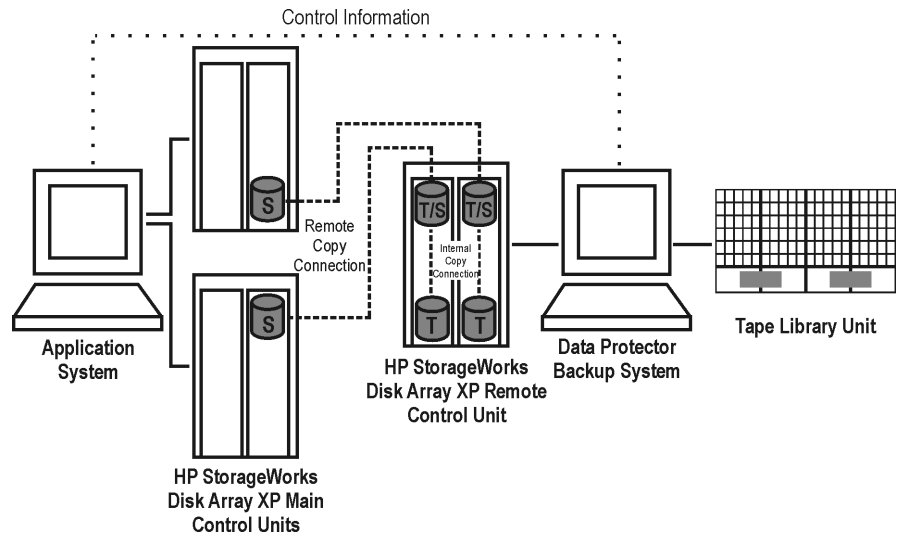 Control Information
S
Remote
Copy
Connection
T/S
T/S
Internal
Copy
Connection
S
T
T
Application
System
HP StorageWorks
Disk Array XP Remote
Control Unit
Data Protector
Backup System
Tape Library Unit
HP StorageWorks
Disk Array XP Main
Control Units